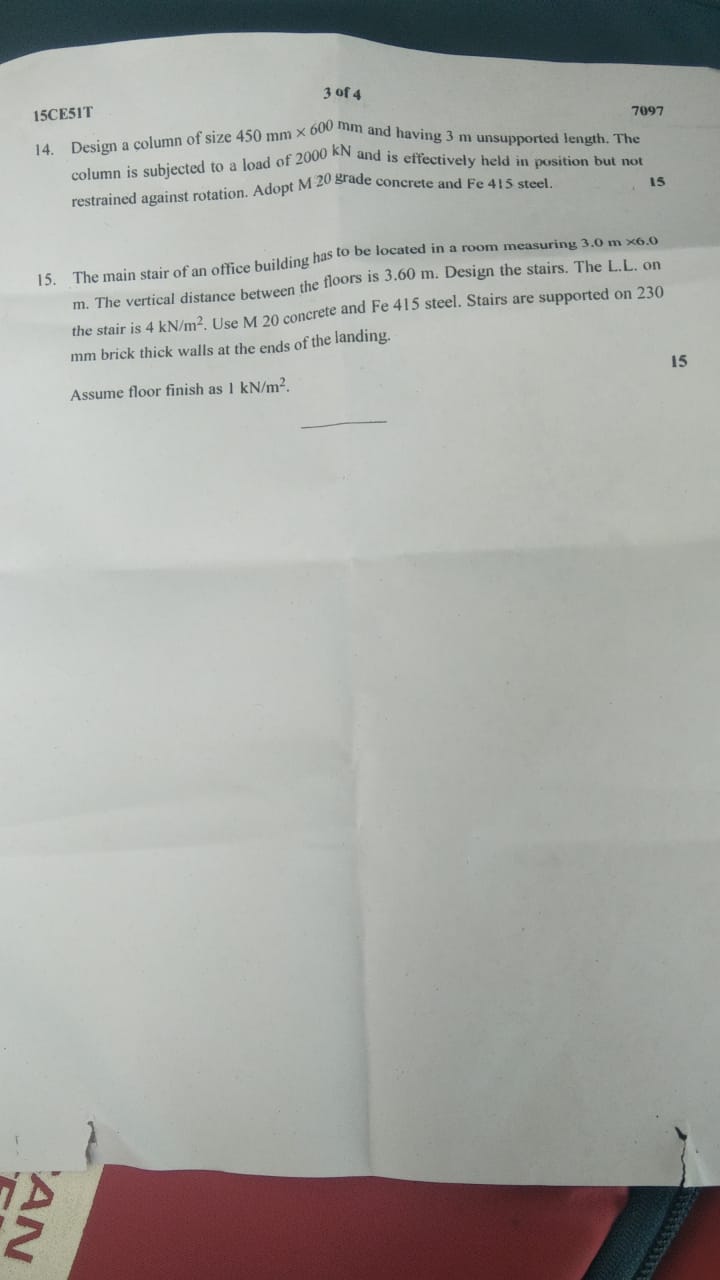 3 of 4
15CE51T 7097
14. Design a column of size 450 mm × 600 mm and having 3 m unsupported length. The
column is subjected to a load of 2000 kN and is effectively held in position but not
restrained against rotation. Adopt M 20 grade concrete and Fe 415 steel. 15
15. The main stair of an office building has to be located in a room measuring 3.0 m ×6.0
m. The vertical distance between the floors is 3.60 m. Design the stairs. The L.L. on
the stair is 4 kN/m². Use M 20 concrete and Fe 415 steel. Stairs are supported on 230
mm brick thick walls at the ends of the landing.
15
Assume floor finish as 1 kN/m².
AN